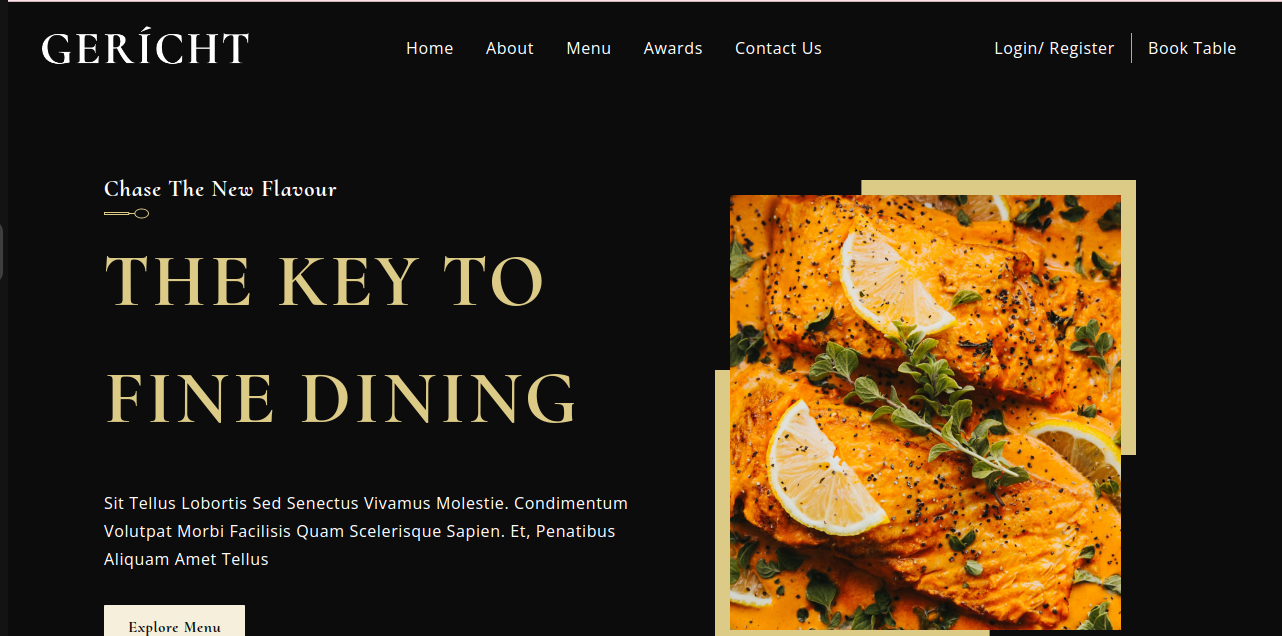 GERÍCHT
Home About Menu Awards Contact Us
Login/ Register Book Table
Chase The New Flavour
THE KEY TO
FINE DINING
Sit Tellus Lobortis Sed Senectus Vivamus Molestie. Condimentum
Volutpat Morbi Facilisis Quam Scelerisque Sapien. Et, Penatibus
Aliquam Amet Tellus
Explore Menu